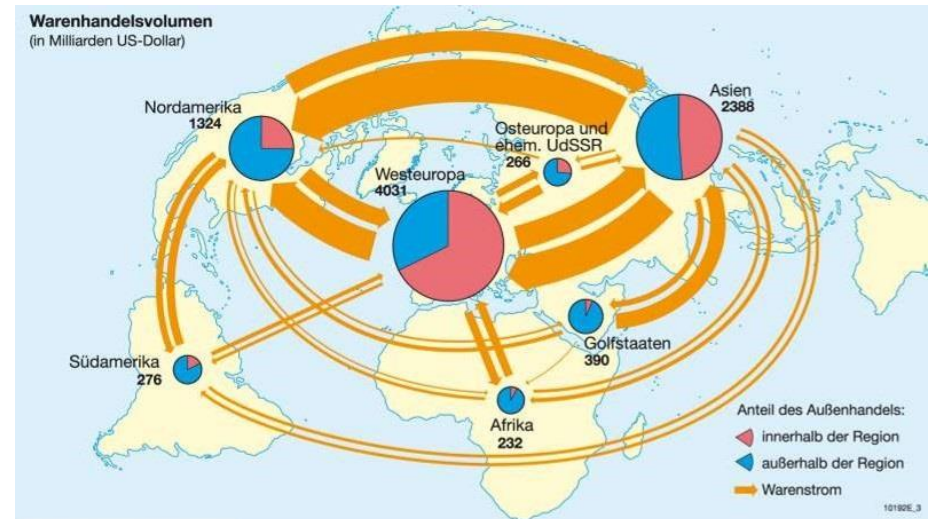 Warenhandelsvolumen
(in Milliarden US-Dollar)
Nordamerika
1324
Asien
2388
Osteuropa und
ehem. UdSSR
266
Westeuropa
4031
Golfstaaten
390
Südamerika
276
Afrika
232
Anteil des Außenhandels:
innerhalb der Region
außerhalb der Region
Warenstrom
10192E_3